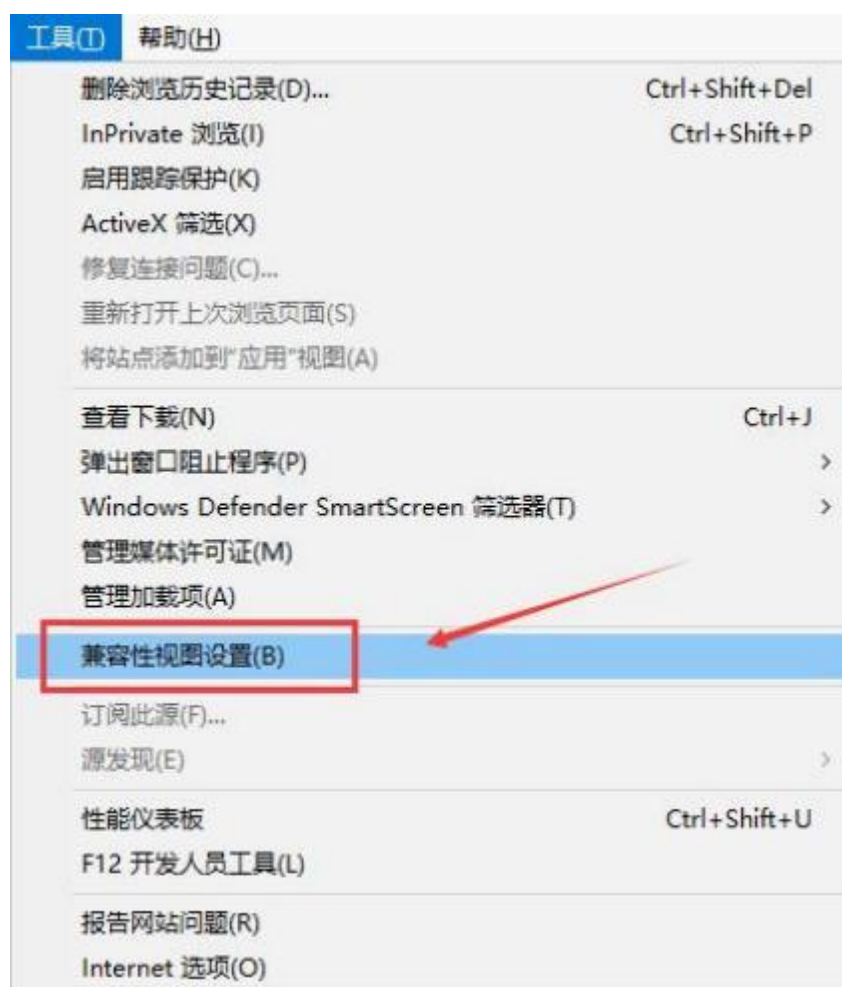 工具(T) 帮助(H)
删除浏览历史记录(D)... Ctrl+Shift+Del
InPrivate 浏览(I) Ctrl+Shift+P
启用跟踪保护(K)
ActiveX 筛选(X)
修复连接问题(C)...
重新打开上次浏览页面(S)
将站点添加到"应用"视图(A)
查看下载(N) Ctrl+J
弹出窗口阻止程序(P)
Windows Defender SmartScreen 筛选器(T)
管理媒体许可证(M)
管理加载项(A)
兼容性视图设置(B)
订阅此源(F)...
源发现(E)
性能仪表板 Ctrl+Shift+U
F12 开发人员工具(L)
报告网站问题(R)
Internet 选项(O)